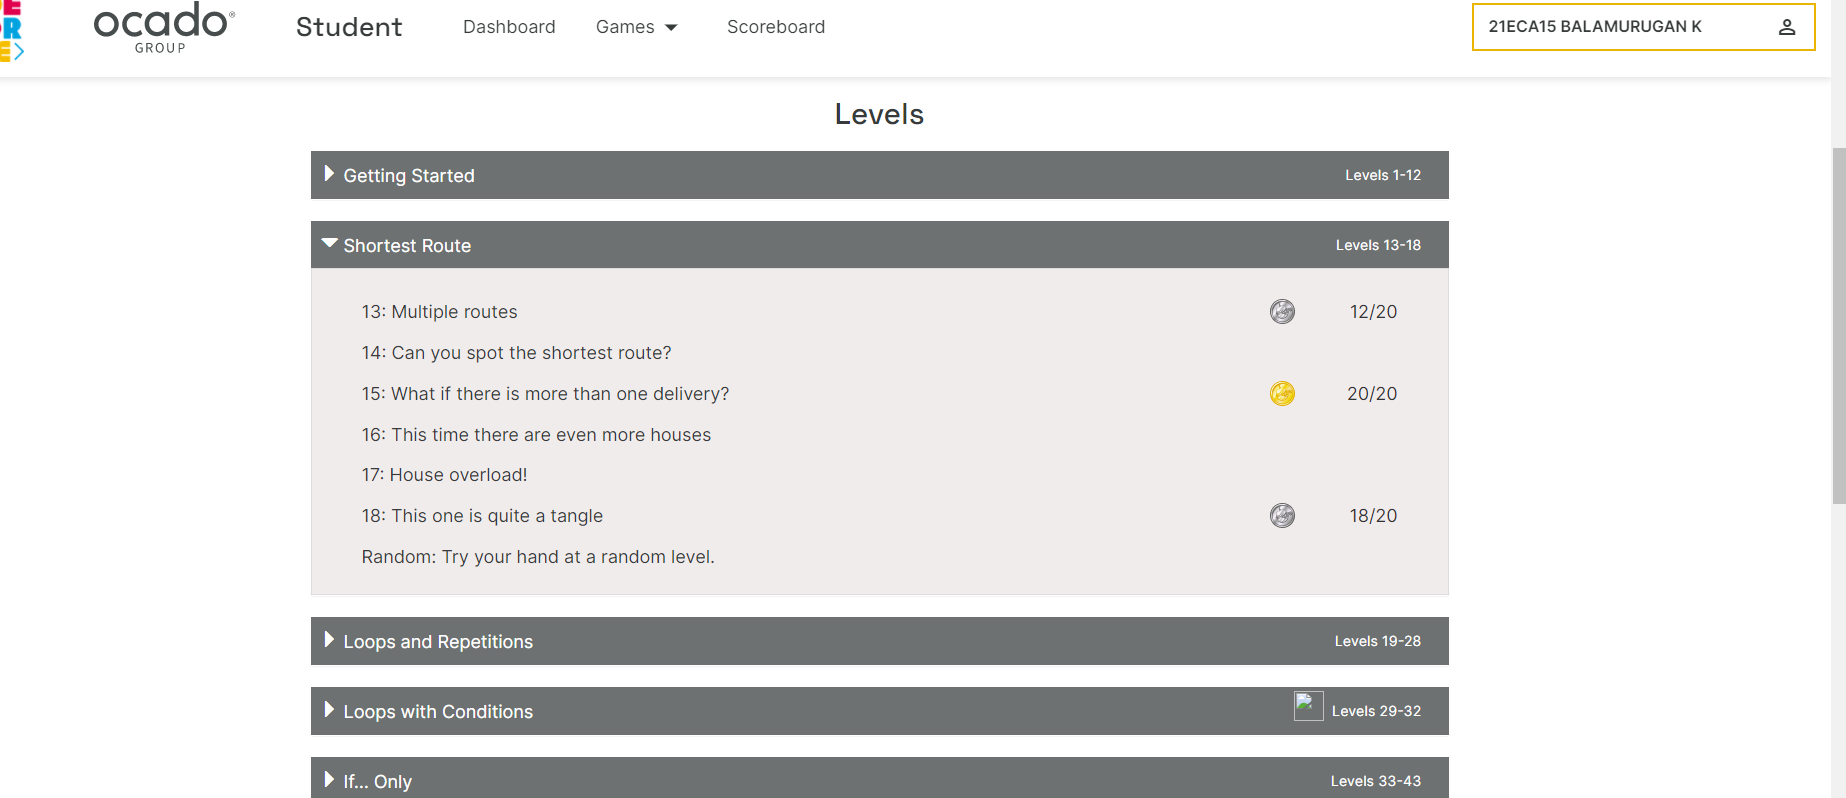 ocado
GROUP
Student
Dashboard
Games
Scoreboard
21ECA15 BALAMURUGAN K
Levels
Getting Started
Levels 1-12
Shortest Route
Levels 13-18
13: Multiple routes
12/20
14: Can you spot the shortest route?
15: What if there is more than one delivery?
20/20
16: This time there are even more houses
17: House overload!
18: This one is quite a tangle
18/20
Random: Try your hand at a random level.
Loops and Repetitions
Levels 19-28
Loops with Conditions
Levels 29-32
If... Only
Levels 33-43